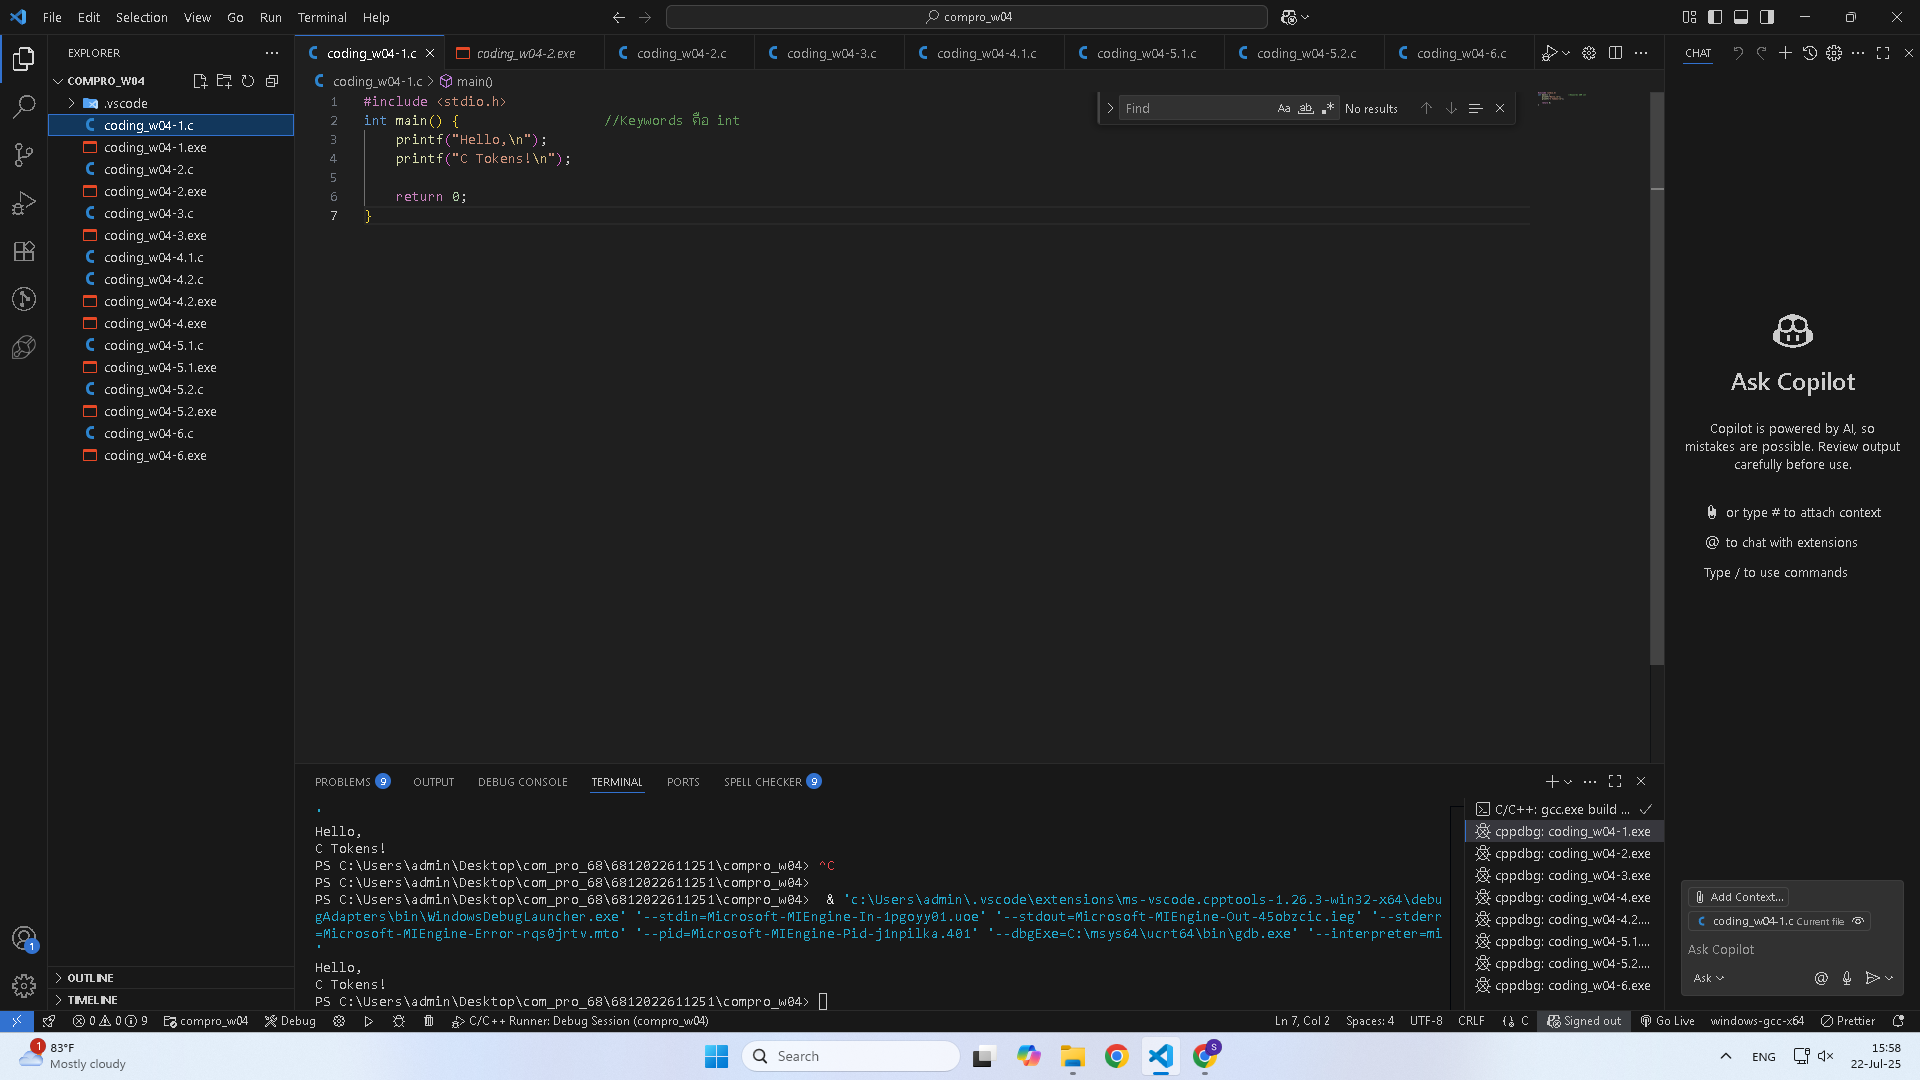 File Edit Selection View Go Run Terminal Help
compro_w04
EXPLORER
COMPRO_W04
.vscode
coding_w04-1.c
coding_w04-1.exe
coding_w04-2.c
coding_w04-2.exe
coding_w04-3.c
coding_w04-3.exe
coding_w04-4.1.c
coding_w04-4.2.c
coding_w04-4.2.exe
coding_w04-4.exe
coding_w04-5.1.c
coding_w04-5.1.exe
coding_w04-5.2.c
coding_w04-5.2.exe
coding_w04-6.c
coding_w04-6.exe
OUTLINE
TIMELINE
coding_w04-1.c coding_w04-2.exe coding_w04-2.c coding_w04-3.c coding_w04-4.1.c coding_w04-5.1.c coding_w04-5.2.c coding_w04-6.c
coding_w04-1.c > main()
Find Aa ab No results
1 #include <stdio.h>
2 int main() { //Keywords คือ int
3 printf("Hello,\n");
4 printf("C Tokens!\n");
5
6 return 0;
7 }
PROBLEMS 9 OUTPUT DEBUG CONSOLE TERMINAL PORTS SPELL CHECKER 9
'
Hello,
C Tokens!
PS C:\Users\admin\Desktop\com_pro_68\6812022611251\compro_w04> ^C
PS C:\Users\admin\Desktop\com_pro_68\6812022611251\compro_w04>
PS C:\Users\admin\Desktop\com_pro_68\6812022611251\compro_w04> & 'c:\Users\admin\.vscode\extensions\ms-vscode.cpptools-1.26.3-win32-x64\debu
gAdapters\bin\WindowsDebugLauncher.exe' '--stdin=Microsoft-MIEngine-In-1pgoyy01.uoe' '--stdout=Microsoft-MIEngine-Out-45obzcic.ieg' '--stderr
=Microsoft-MIEngine-Error-rqs0jrtv.mto' '--pid=Microsoft-MIEngine-Pid-j1npilka.401' '--dbgExe=C:\msys64\ucrt64\bin\gdb.exe' '--interpreter=mi
'
Hello,
C Tokens!
PS C:\Users\admin\Desktop\com_pro_68\6812022611251\compro_w04>
C/C++: gcc.exe build ...
cppdbg: coding_w04-1.exe
cppdbg: coding_w04-2.exe
cppdbg: coding_w04-3.exe
cppdbg: coding_w04-4.exe
cppdbg: coding_w04-4.2....
cppdbg: coding_w04-5.1....
cppdbg: coding_w04-5.2....
cppdbg: coding_w04-6.exe
CHAT
Ask Copilot
Copilot is powered by AI, so
mistakes are possible. Review output
carefully before use.
or type # to attach context
@ to chat with extensions
Type / to use commands
Add Context...
coding_w04-1.c Current file
Ask Copilot
Ask
1
0 0 9 compro_w04 Debug C/C++ Runner: Debug Session (compro_w04) Ln 7, Col 2 Spaces: 4 UTF-8 CRLF C Signed out Go Live windows-gcc-x64 Prettier
1 83°F
Mostly cloudy
Search
S
ENG
15:58
22-Jul-25